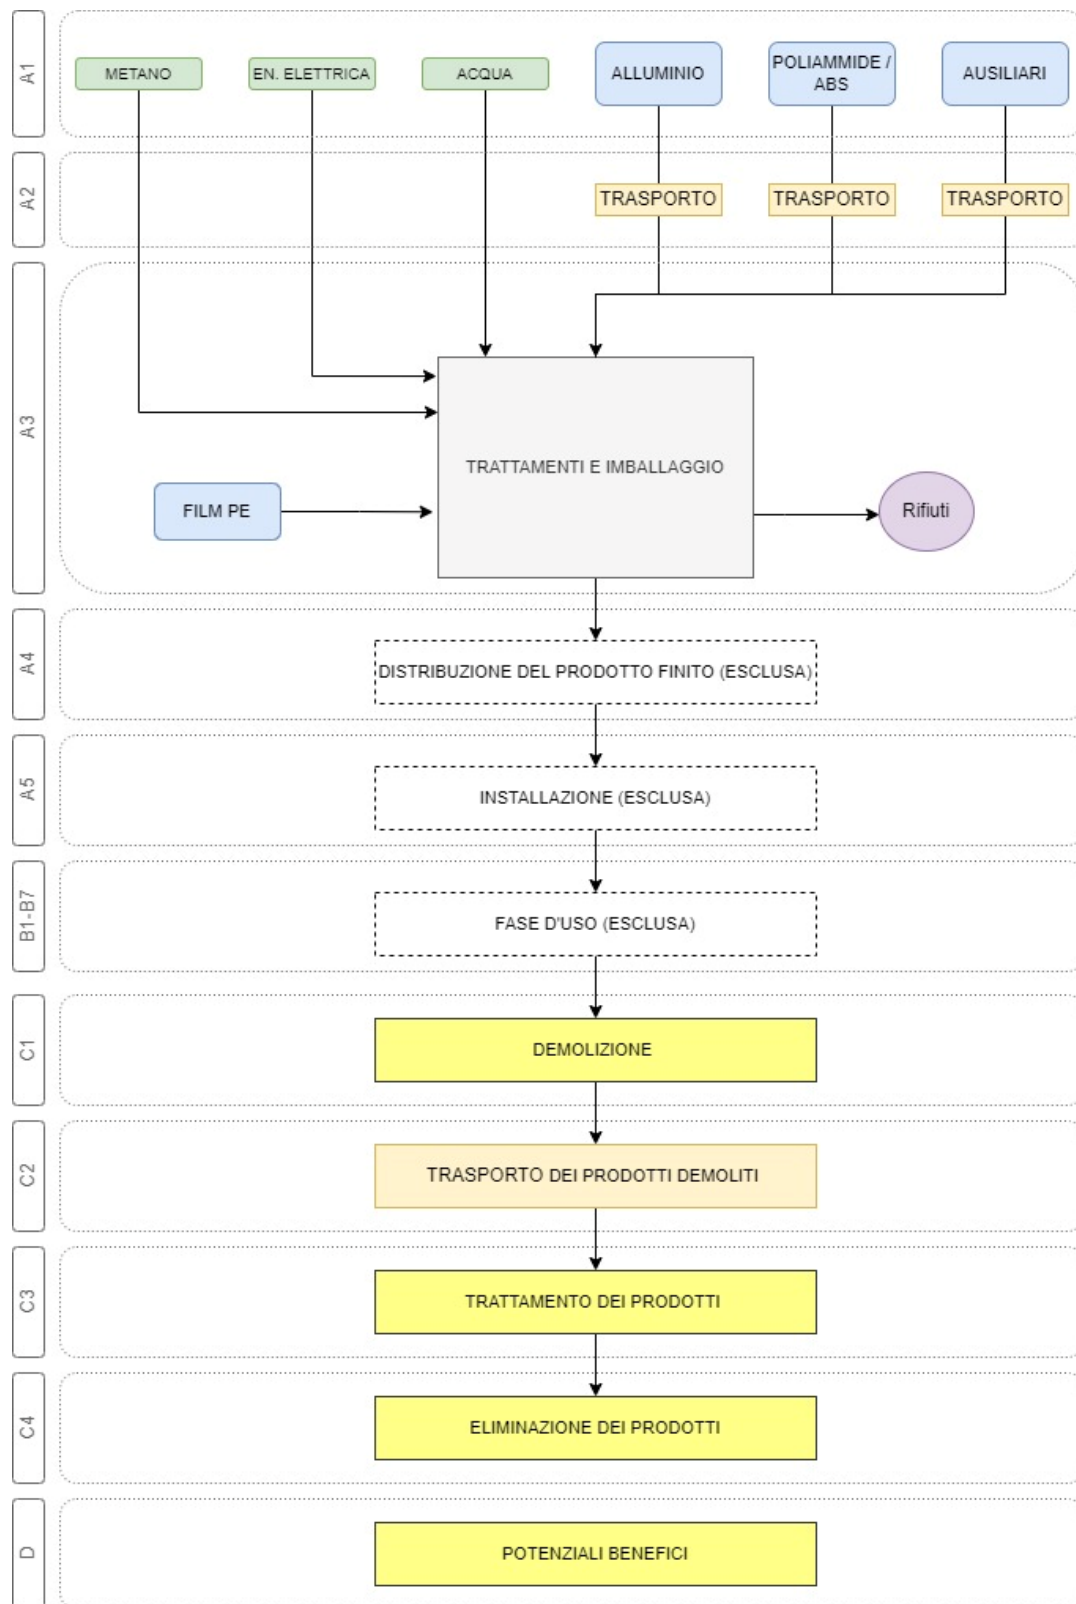 A1
METANO
EN. ELETTRICA
ACQUA
ALLUMINIO
POLIAMMIDE /
ABS
AUSILIARI
A2
TRASPORTO
TRASPORTO
TRASPORTO
A3
TRATTAMENTI E IMBALLAGGIO
FILM PE
Rifiuti
A4
DISTRIBUZIONE DEL PRODOTTO FINITO (ESCLUSA)
A5
INSTALLAZIONE (ESCLUSA)
B1-B7
FASE D'USO (ESCLUSA)
C1
DEMOLIZIONE
C2
TRASPORTO DEI PRODOTTI DEMOLITI
C3
TRATTAMENTO DEI PRODOTTI
C4
ELIMINAZIONE DEI PRODOTTI
D
POTENZIALI BENEFICI